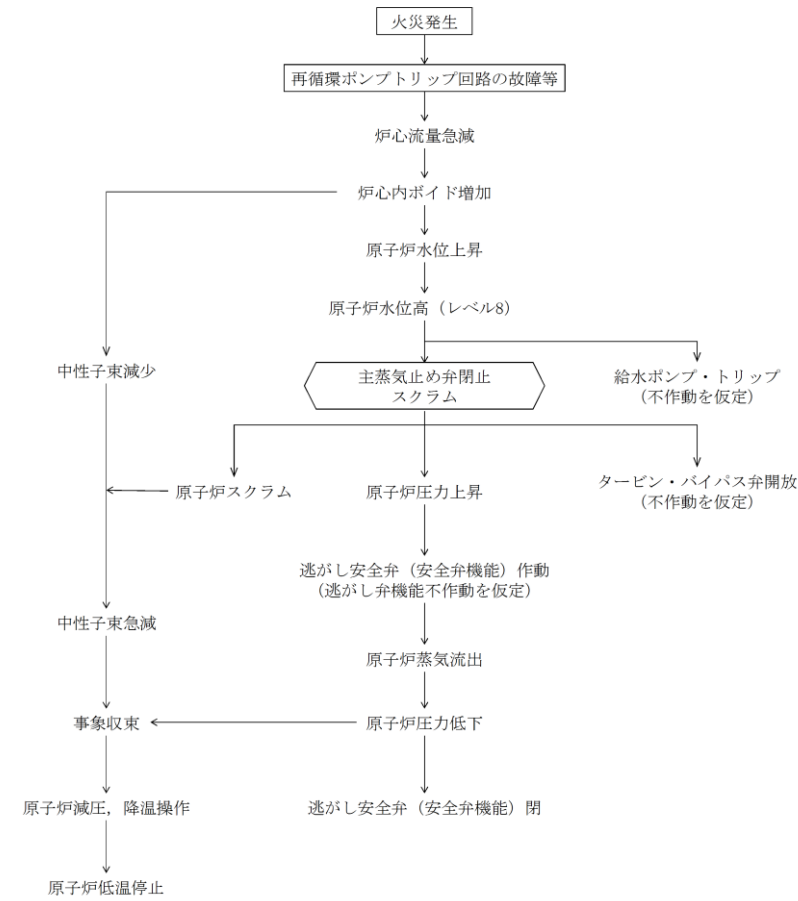 火災発生
再循環ポンプトリップ回路の故障等
炉心流量急減
炉心内ボイド増加
原子炉水位上昇
原子炉水位高（レベル8）
中性子束減少
主蒸気止め弁閉止
スクラム
給水ポンプ・トリップ
（不作動を仮定）
原子炉スクラム
原子炉圧力上昇
タービン・バイパス弁開放
（不作動を仮定）
逃がし安全弁（安全弁機能）作動
（逃がし弁機能不作動を仮定）
中性子束急減
原子炉蒸気流出
事象収束
原子炉圧力低下
原子炉減圧，降温操作
逃がし安全弁（安全弁機能）閉
原子炉低温停止